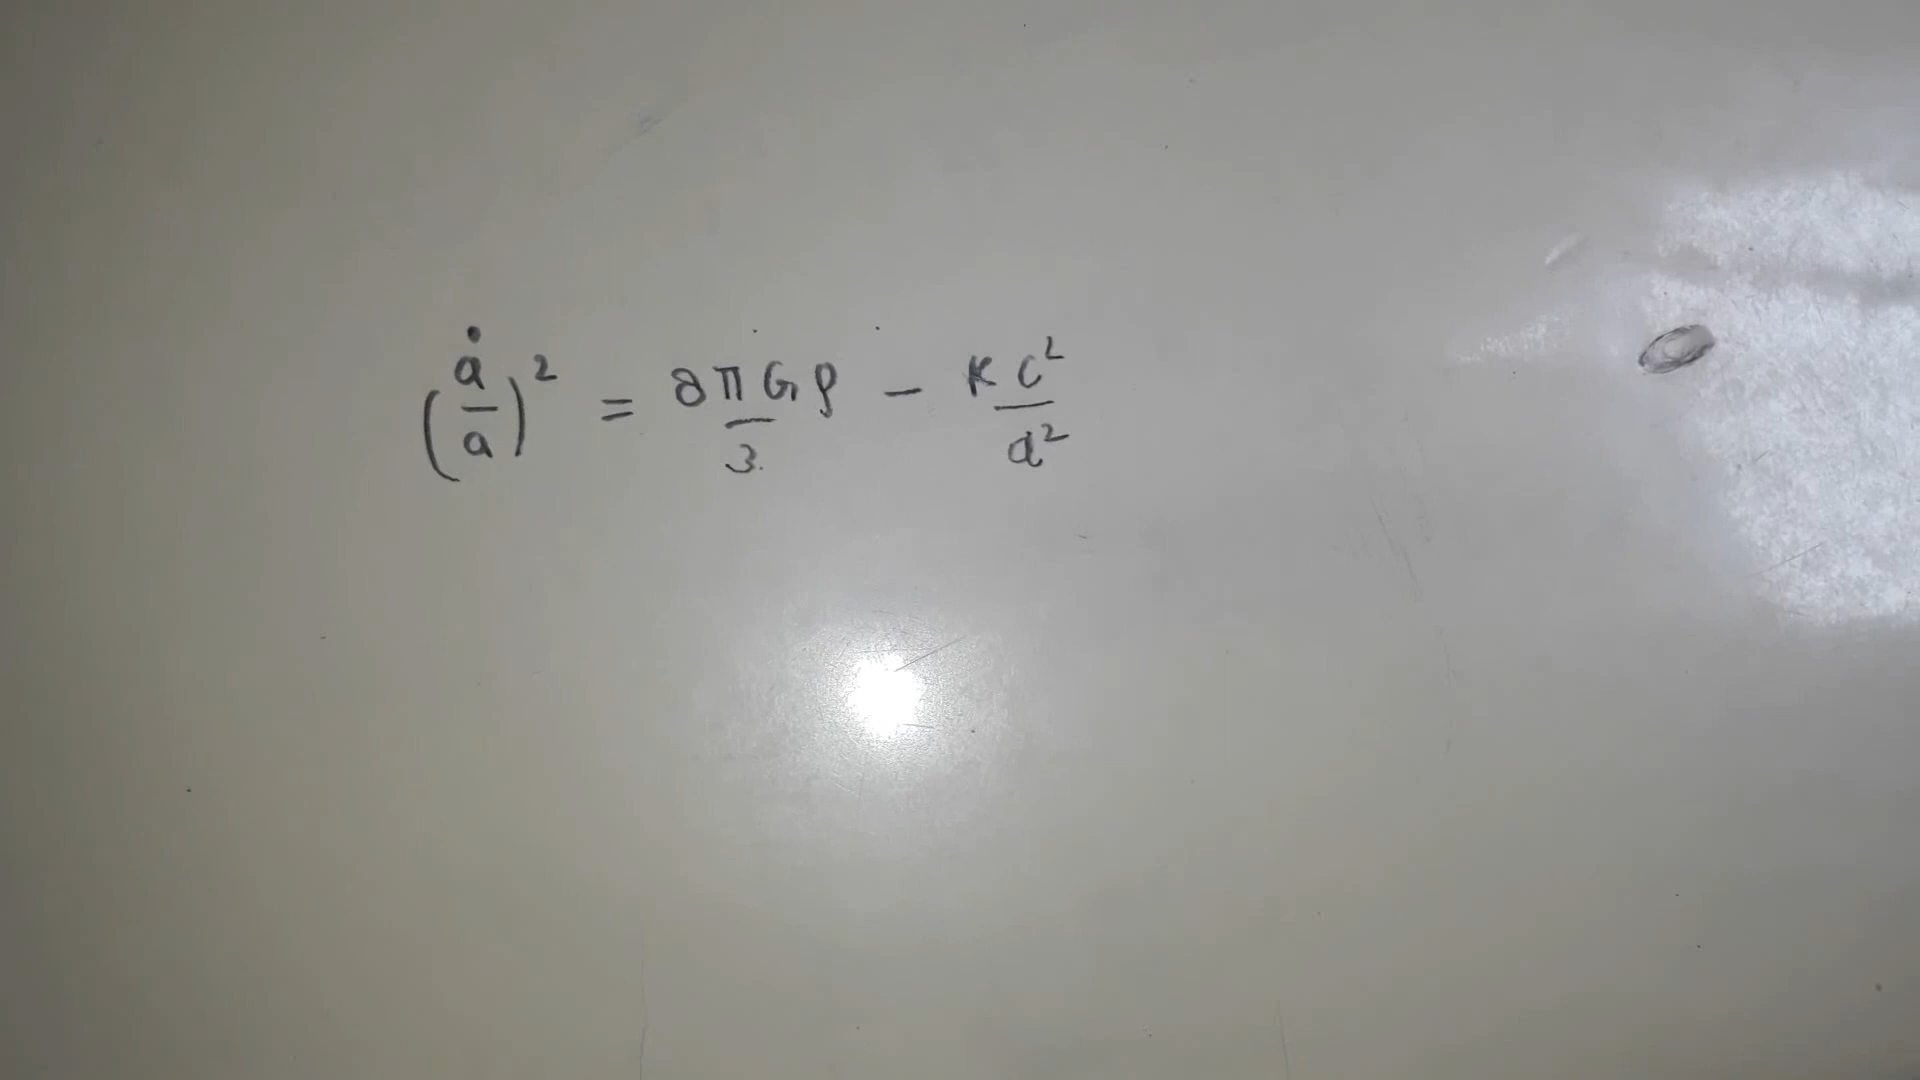 (ȧ/a)² = 8πGρ/3 − kc²/a²